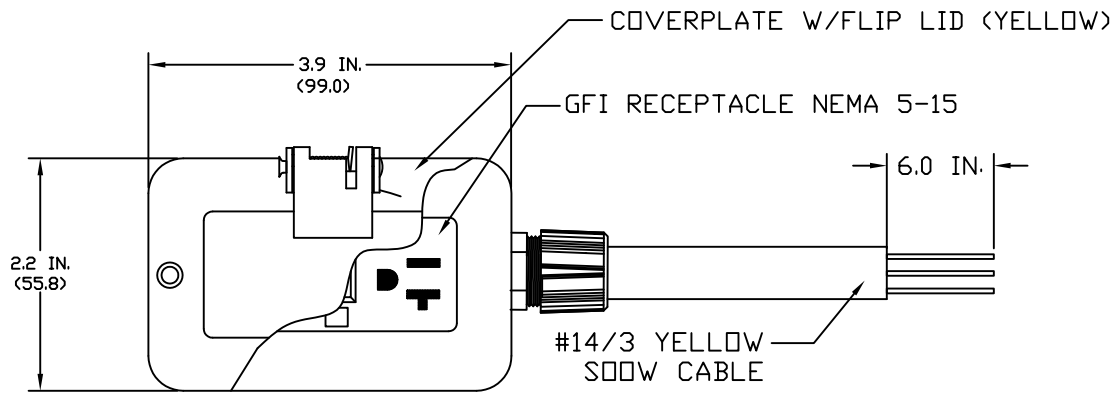 COVERPLATE W/FLIP LID (YELLOW)
3.9 IN.
(99.0)
GFI RECEPTACLE NEMA 5-15
6.0 IN.
2.2 IN.
(55.8)
#14/3 YELLOW
SOOW CABLE